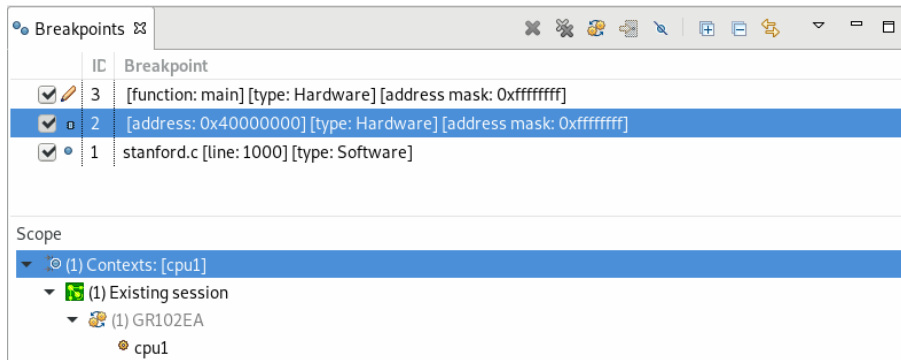 Breakpoints
ID Breakpoint
3 [function: main] [type: Hardware] [address mask: 0xffffffff]
2 [address: 0x40000000] [type: Hardware] [address mask: 0xffffffff]
1 stanford.c [line: 1000] [type: Software]
Scope
(1) Contexts: [cpu1]
(1) Existing session
(1) GR102EA
cpu1